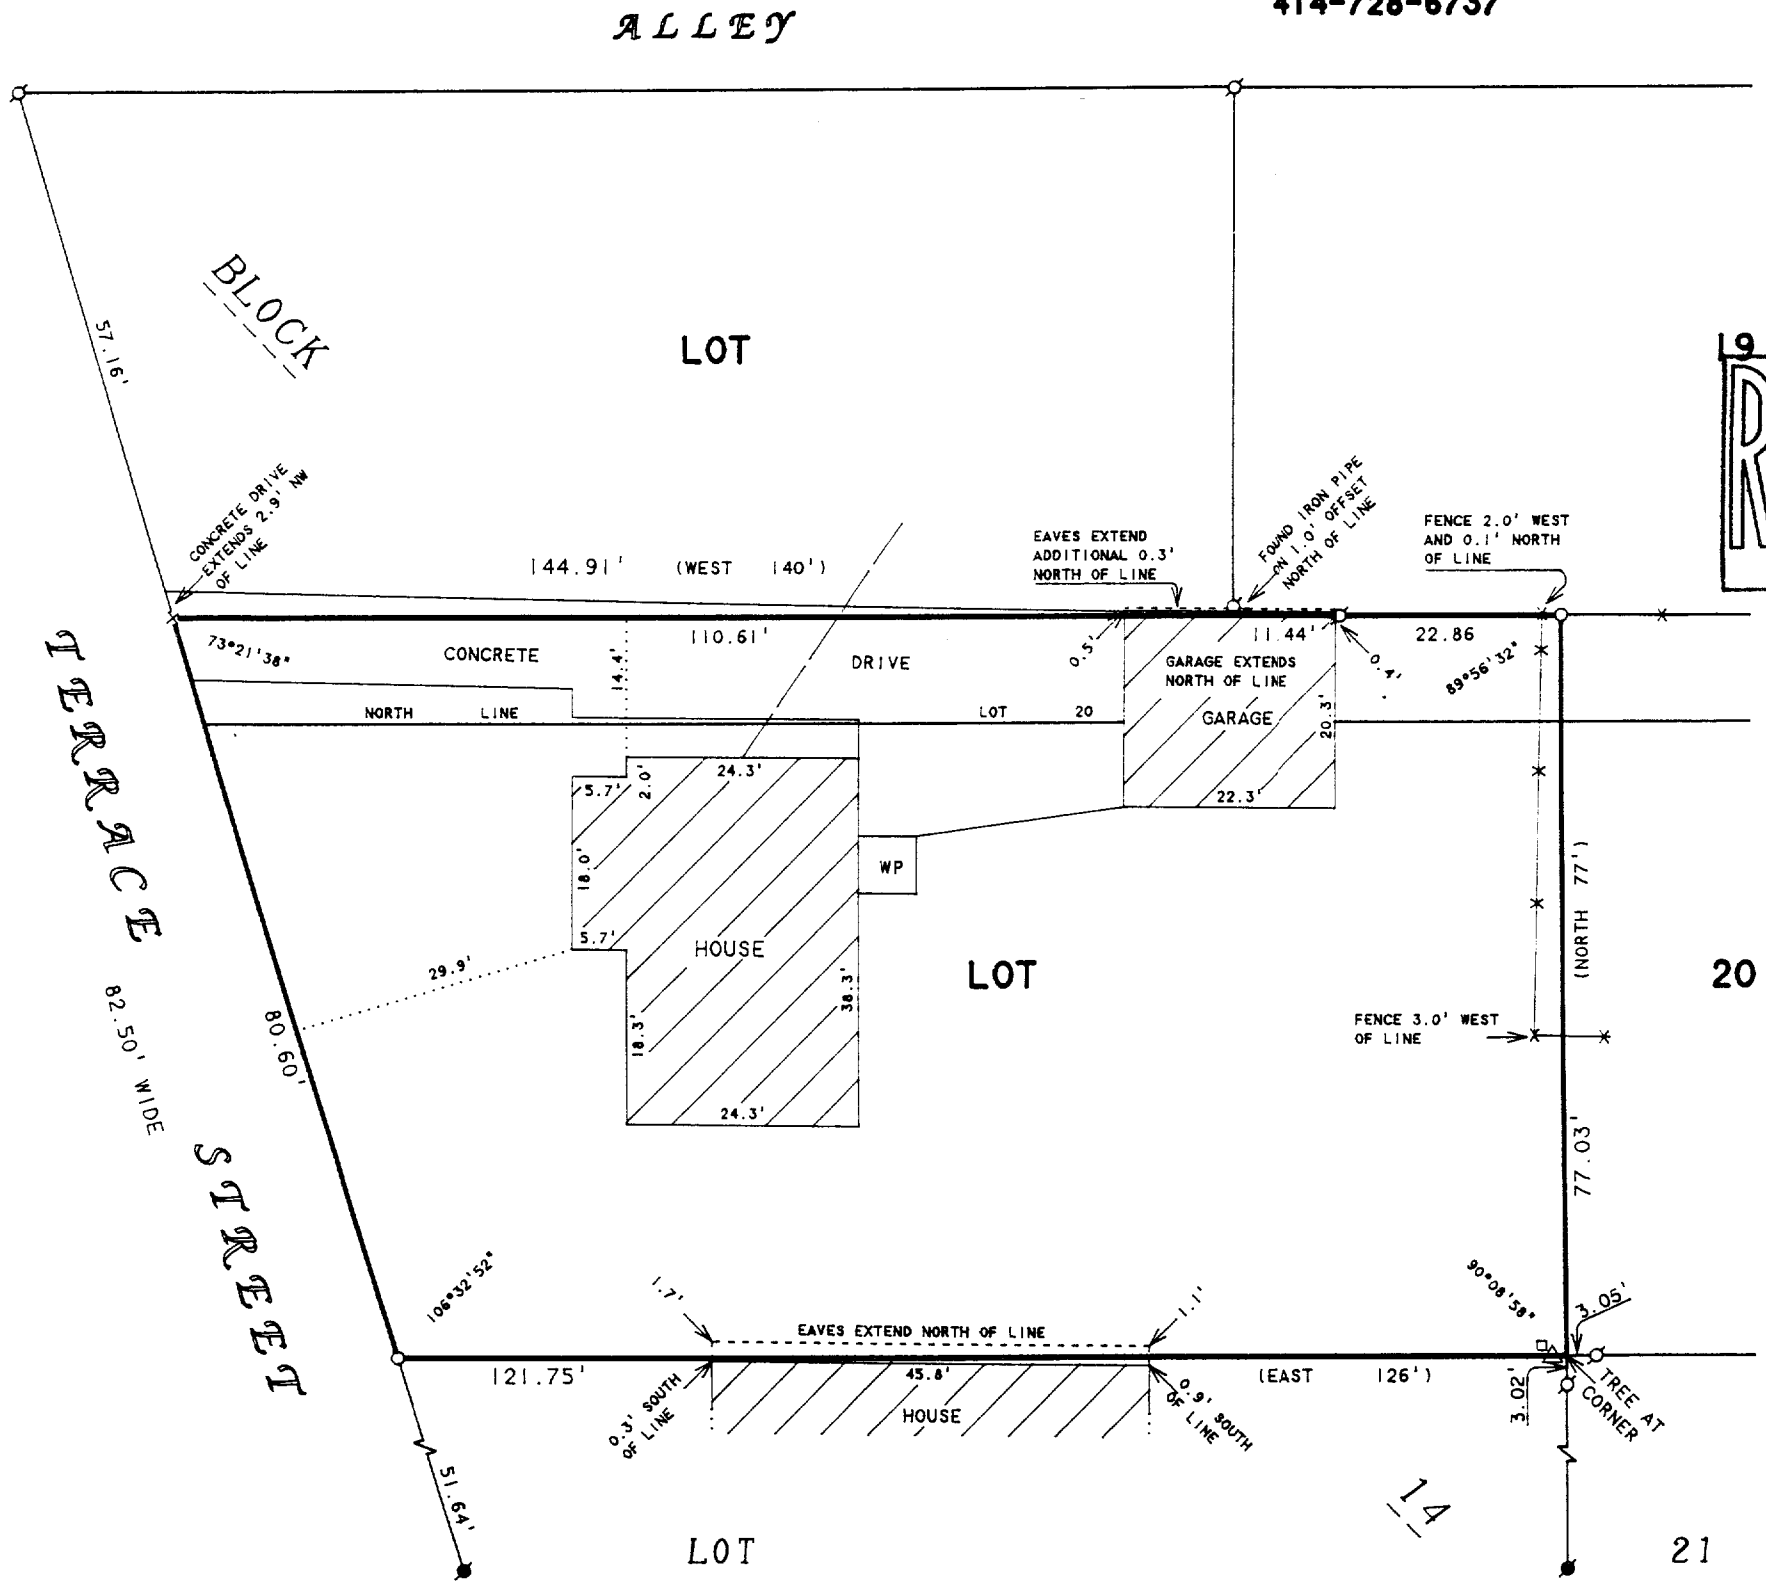 414-728-6737
ALLEY
BLOCK
57.16'
LOT
19
R
CONCRETE DRIVE
EXTENDS 2.9' NW
OF LINE
144.91' (WEST 140')
EAVES EXTEND
ADDITIONAL 0.3'
NORTH OF LINE
FOUND IRON PIPE
ON 1.0' OFFSET
NORTH OF LINE
FENCE 2.0' WEST
AND 0.1' NORTH
OF LINE
73°21'38"
CONCRETE
14.4'
110.61'
DRIVE
0.5'
11.44'
GARAGE EXTENDS
NORTH OF LINE
0.4'
22.86
89°56'32"
NORTH LINE
LOT 20
GARAGE
20.3'
22.3'
TERRACE
STREET
82.50' WIDE
80.60'
29.9'
24.3'
5.7'
2.0'
18.0'
5.7'
HOUSE
18.3'
38.3'
24.3'
WP
LOT
20
(NORTH 77')
77.03'
FENCE 3.0' WEST
OF LINE
106°32'52"
1.7'
EAVES EXTEND NORTH OF LINE
1.1'
90°08'58"
3.05'
121.75'
0.3' SOUTH
OF LINE
45.8'
HOUSE
0.9' SOUTH
OF LINE
(EAST 126')
3.02'
TREE AT
CORNER
51.64'
LOT
14
21